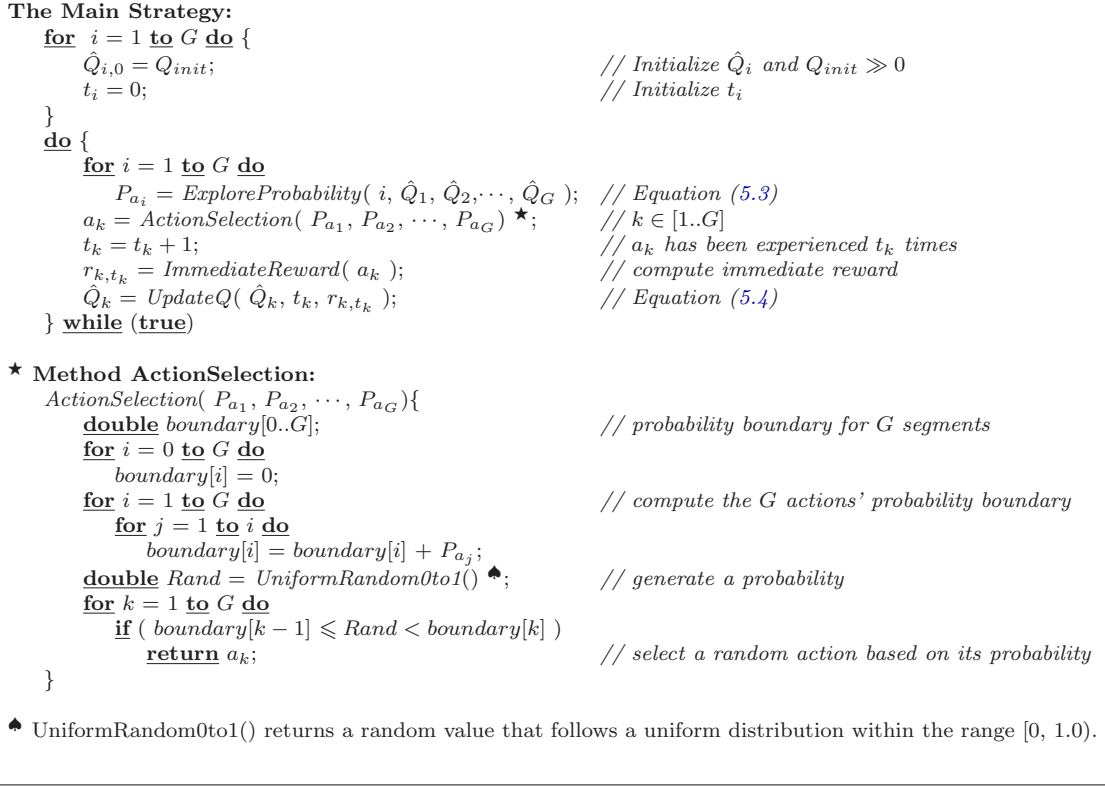 The Main Strategy:
for i = 1 to G do {
Q̂_{i,0} = Q_{init}; // Initialize Q̂_i and Q_{init} ≫ 0
t_i = 0; // Initialize t_i
}
do {
for i = 1 to G do
P_{a_i} = ExploreProbability( i, Q̂_1, Q̂_2,···, Q̂_G ); // Equation (5.3)
a_k = ActionSelection( P_{a_1}, P_{a_2}, ···, P_{a_G}) ★; // k ∈ [1..G]
t_k = t_k + 1; // a_k has been experienced t_k times
r_{k,t_k} = ImmediateReward( a_k ); // compute immediate reward
Q̂_k = UpdateQ( Q̂_k, t_k, r_{k,t_k} ); // Equation (5.4)
} while (true)
★ Method ActionSelection:
ActionSelection( P_{a_1}, P_{a_2}, ···, P_{a_G}){
double boundary[0..G]; // probability boundary for G segments
for i = 0 to G do
boundary[i] = 0;
for i = 1 to G do // compute the G actions' probability boundary
for j = 1 to i do
boundary[i] = boundary[i] + P_{a_j};
double Rand = UniformRandom0to1() ♠; // generate a probability
for k = 1 to G do
if ( boundary[k − 1] ⩽ Rand < boundary[k] )
return a_k; // select a random action based on its probability
}
♠ UniformRandom0to1() returns a random value that follows a uniform distribution within the range [0, 1.0).